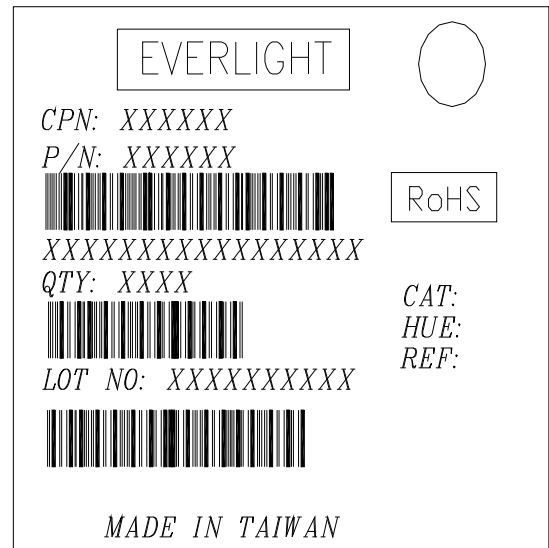 EVERLIGHT
CPN: XXXXXX
P/N: XXXXXX
RoHS
XXXXXXXXXXXXXXXXX
QTY: XXXX
CAT:
HUE:
REF:
LOT NO: XXXXXXXXXX
MADE IN TAIWAN